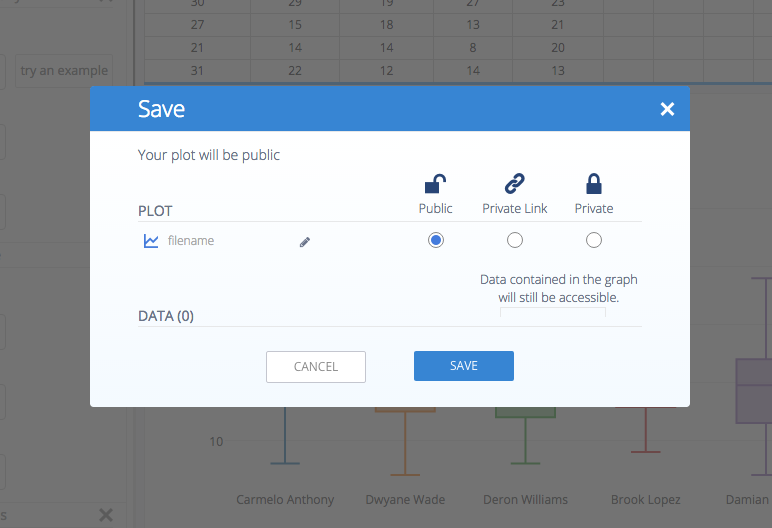 30 29 19 27 23
27 15 18 13 21
21 14 14 8 20
31 22 12 14 13
try an example
Save
Your plot will be public
PLOT
Public Private Link Private
filename
Data contained in the graph
will still be accessible.
DATA (0)
CANCEL SAVE
10
Carmelo Anthony Dwyane Wade Deron Williams Brook Lopez Damian